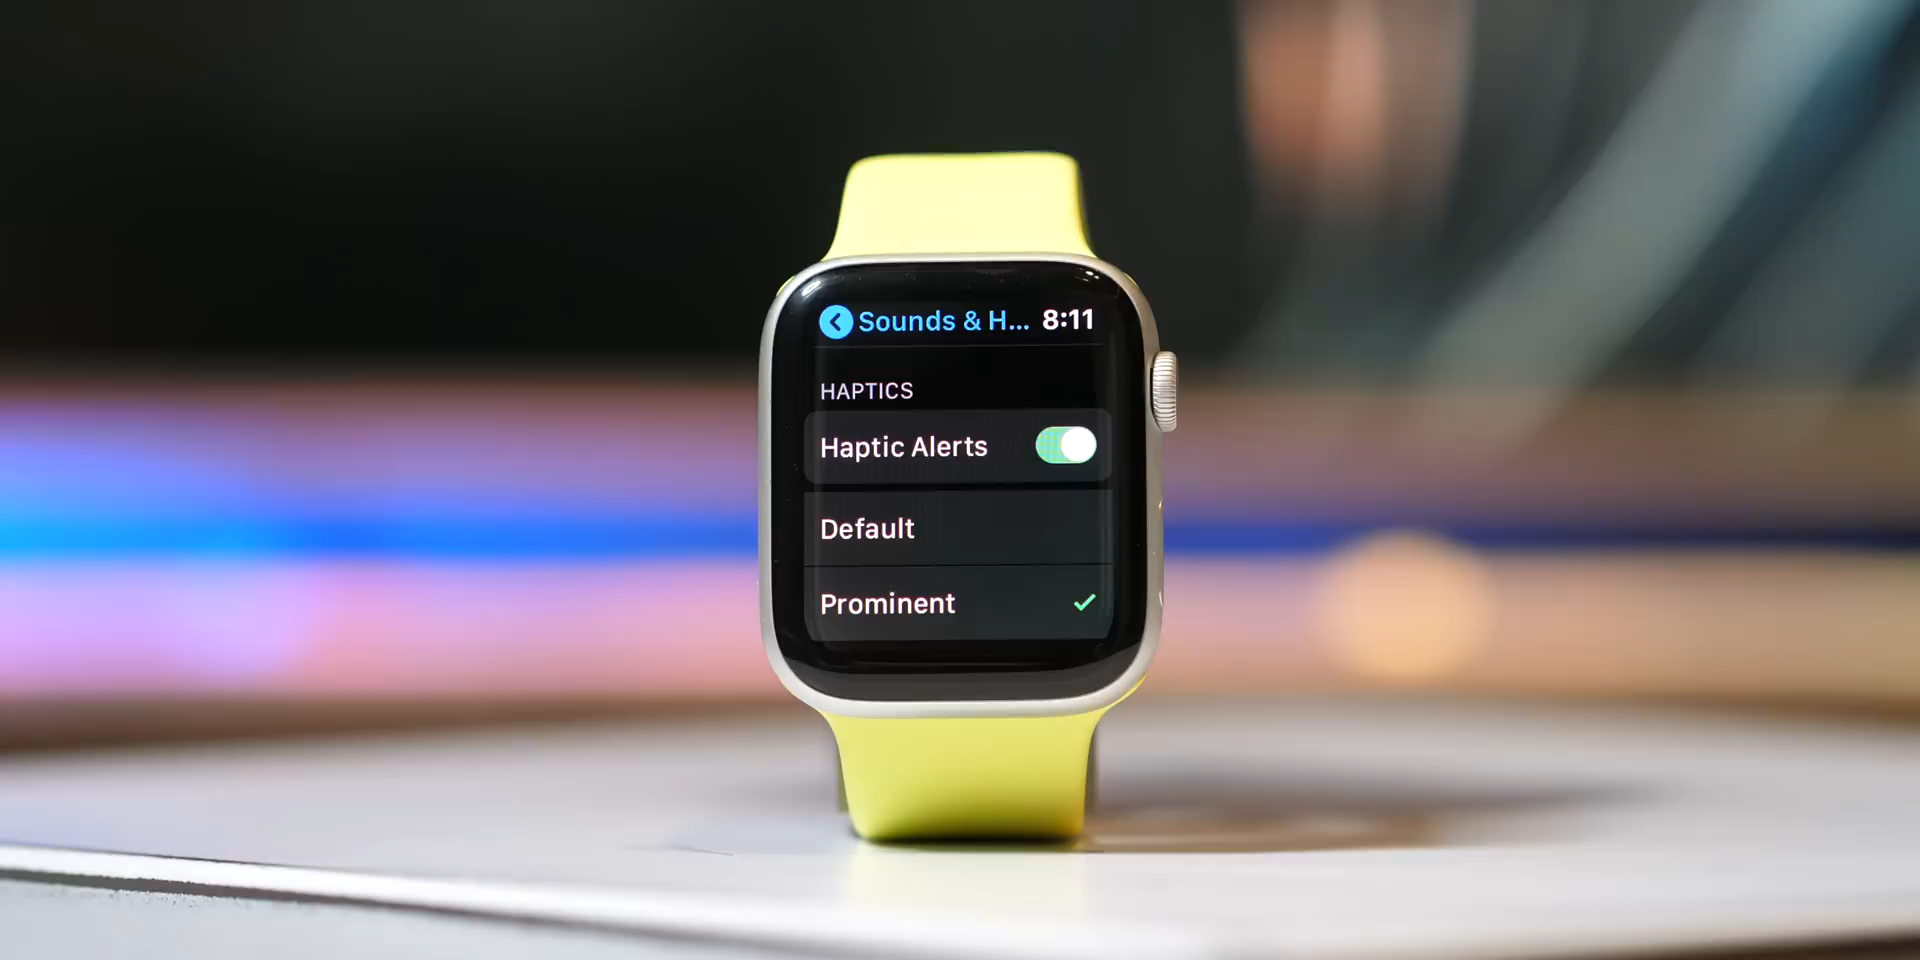 Sounds & H... 8:11
HAPTICS
Haptic Alerts
Default
Prominent